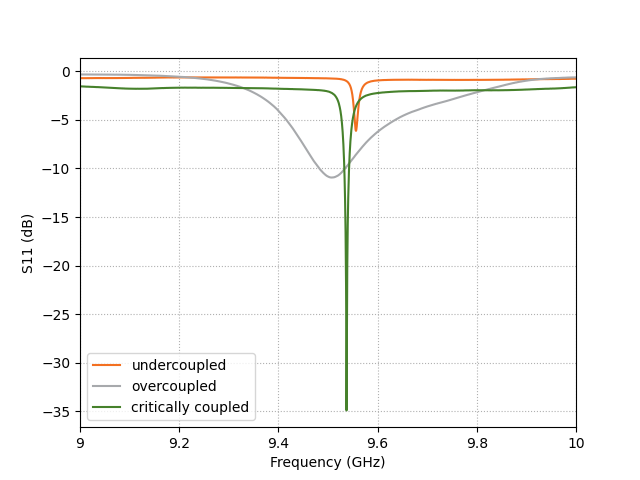 0
−5
−10
−15
−20
−25
−30
−35
S11 (dB)
undercoupled
overcoupled
critically coupled
9
9.2
9.4
9.6
9.8
10
Frequency (GHz)